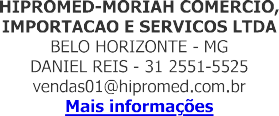 HIPROMED-MORIAH COMERCIO,
IMPORTACAO E SERVICOS LTDA
BELO HORIZONTE - MG
DANIEL REIS - 31 2551-5525
vendas01@hipromed.com.br
Mais informações